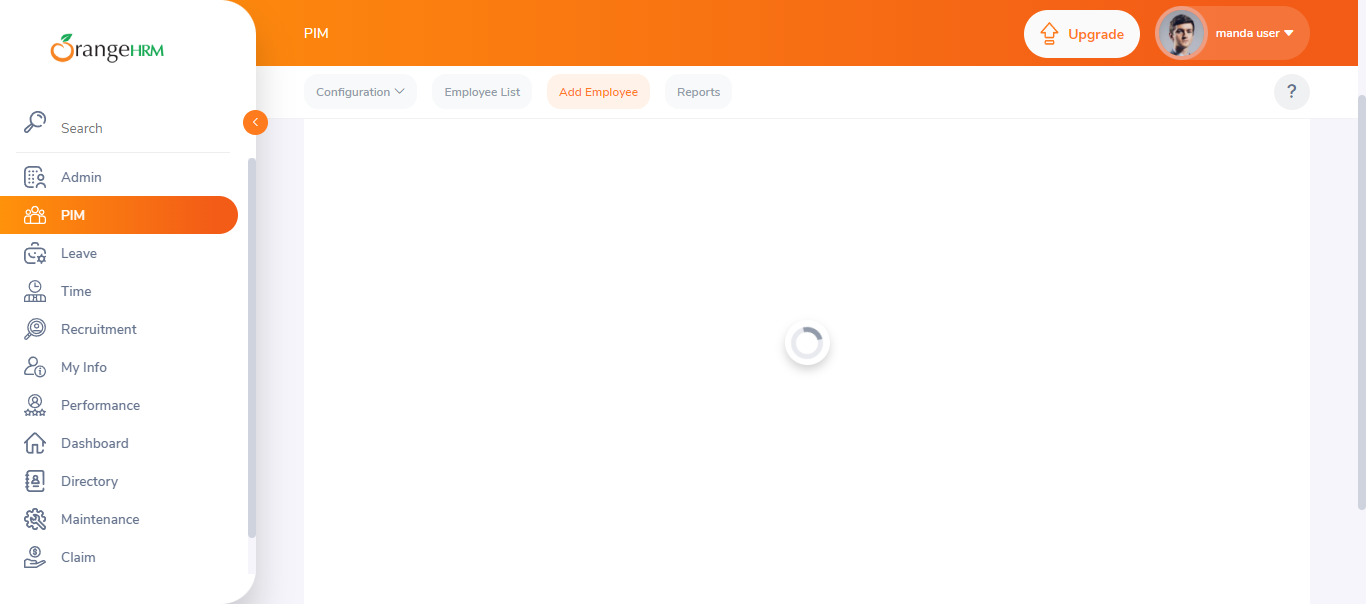 OrangeHRM
PIM
Upgrade
manda user
Configuration
Employee List
Add Employee
Reports
?
Search
Admin
PIM
Leave
Time
Recruitment
My Info
Performance
Dashboard
Directory
Maintenance
Claim